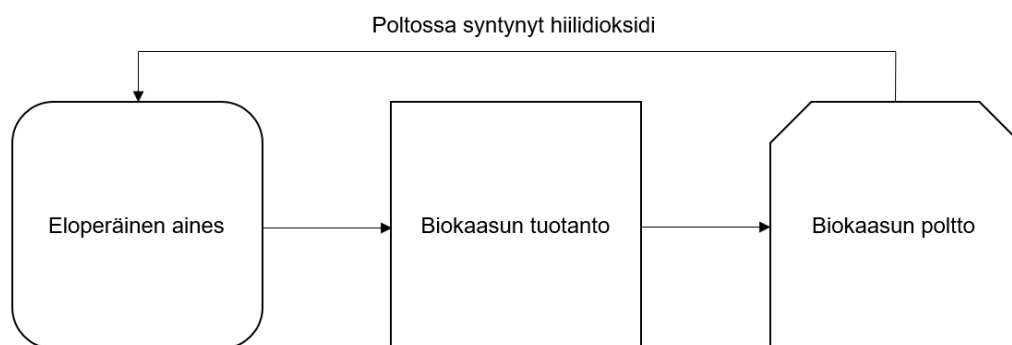 Poltossa syntynyt hiilidioksidi
Eloperäinen aines
Biokaasun tuotanto
Biokaasun poltto